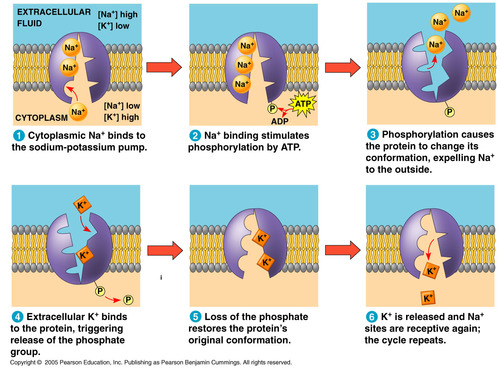 EXTRACELLULAR
FLUID
[Na⁺] high
[K⁺] low
Na⁺
Na⁺
Na⁺
CYTOPLASM
[Na⁺] low
[K⁺] high
1 Cytoplasmic Na⁺ binds to
the sodium-potassium pump.
Na⁺
Na⁺
Na⁺
P
ATP
ADP
2 Na⁺ binding stimulates
phosphorylation by ATP.
Na⁺
Na⁺
Na⁺
P
3 Phosphorylation causes
the protein to change its
conformation, expelling Na⁺
to the outside.
K⁺
K⁺
P
P
4 Extracellular K⁺ binds
to the protein, triggering
release of the phosphate
group.
i
K⁺
K⁺
5 Loss of the phosphate
restores the protein's
original conformation.
K⁺
K⁺
6 K⁺ is released and Na⁺
sites are receptive again;
the cycle repeats.
Copyright © 2005 Pearson Education, Inc. Publishing as Pearson Benjamin Cummings. All rights reserved.